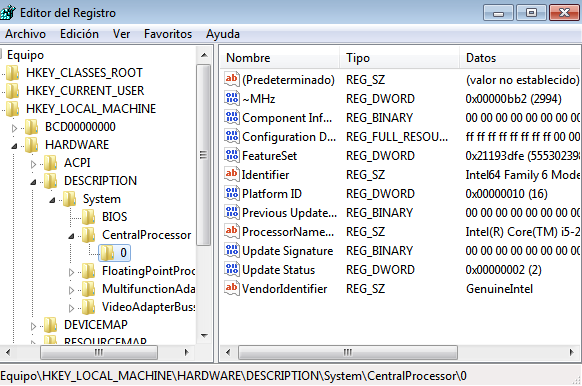 Editor del Registro
Archivo Edición Ver Favoritos Ayuda
Equipo
HKEY_CLASSES_ROOT
HKEY_CURRENT_USER
HKEY_LOCAL_MACHINE
BCD00000000
HARDWARE
ACPI
DESCRIPTION
System
BIOS
CentralProcessor
0
FloatingPointProc
MultifunctionAda
VideoAdapterBuss
DEVICEMAP
RESOURCEMAP
Nombre Tipo Datos
(Predeterminado) REG_SZ (valor no establecido)
~MHz REG_DWORD 0x00000bb2 (2994)
Component Inf... REG_BINARY 00 00 00 00 00 00 00
Configuration D... REG_FULL_RESOU... ff ff ff ff ff ff ff ff 00 00
FeatureSet REG_DWORD 0x21193dfe (555302398
Identifier REG_SZ Intel64 Family 6 Mode
Platform ID REG_DWORD 0x00000010 (16)
Previous Update... REG_BINARY 00 00 00 00 00 00 00
ProcessorName... REG_SZ Intel(R) Core(TM) i5-2
Update Signature REG_BINARY 00 00 00 00 00 00 00
Update Status REG_DWORD 0x00000002 (2)
VendorIdentifier REG_SZ GenuineIntel
Equipo\HKEY_LOCAL_MACHINE\HARDWARE\DESCRIPTION\System\CentralProcessor\0